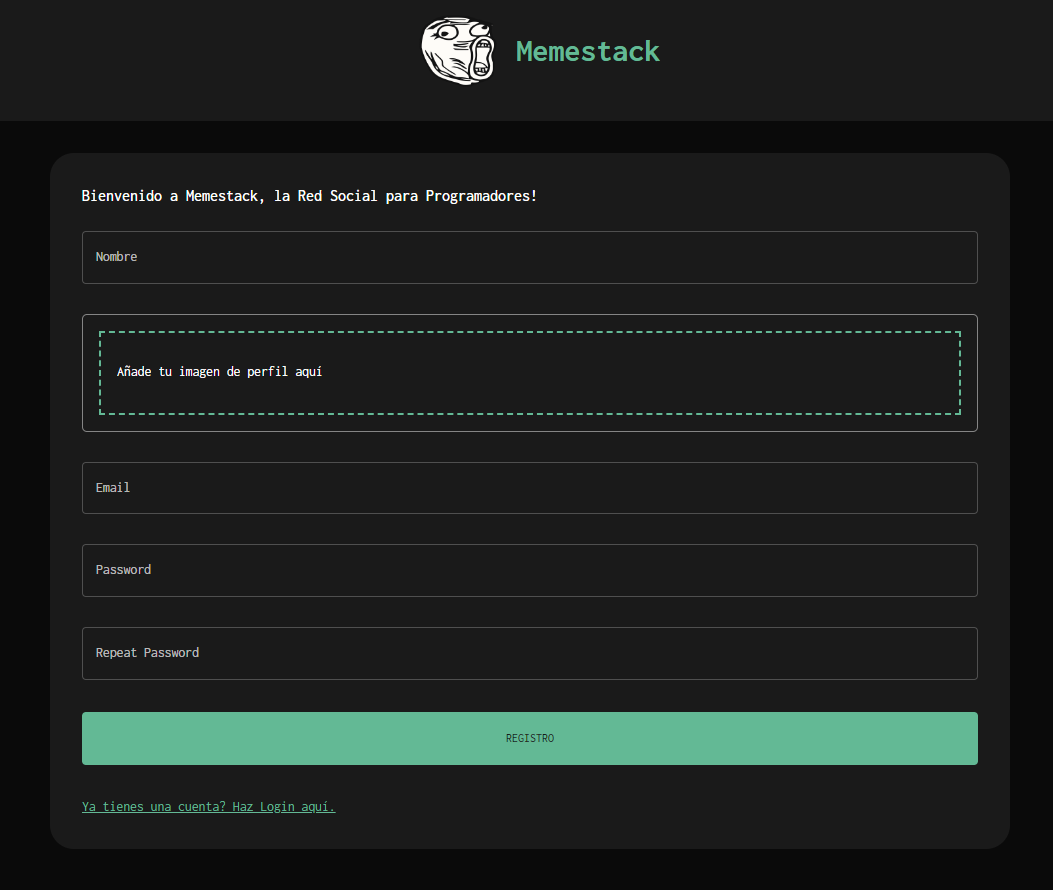 Memestack
Bienvenido a Memestack, la Red Social para Programadores!
Nombre
Añade tu imagen de perfil aquí
Email
Password
Repeat Password
REGISTRO
Ya tienes una cuenta? Haz Login aquí.